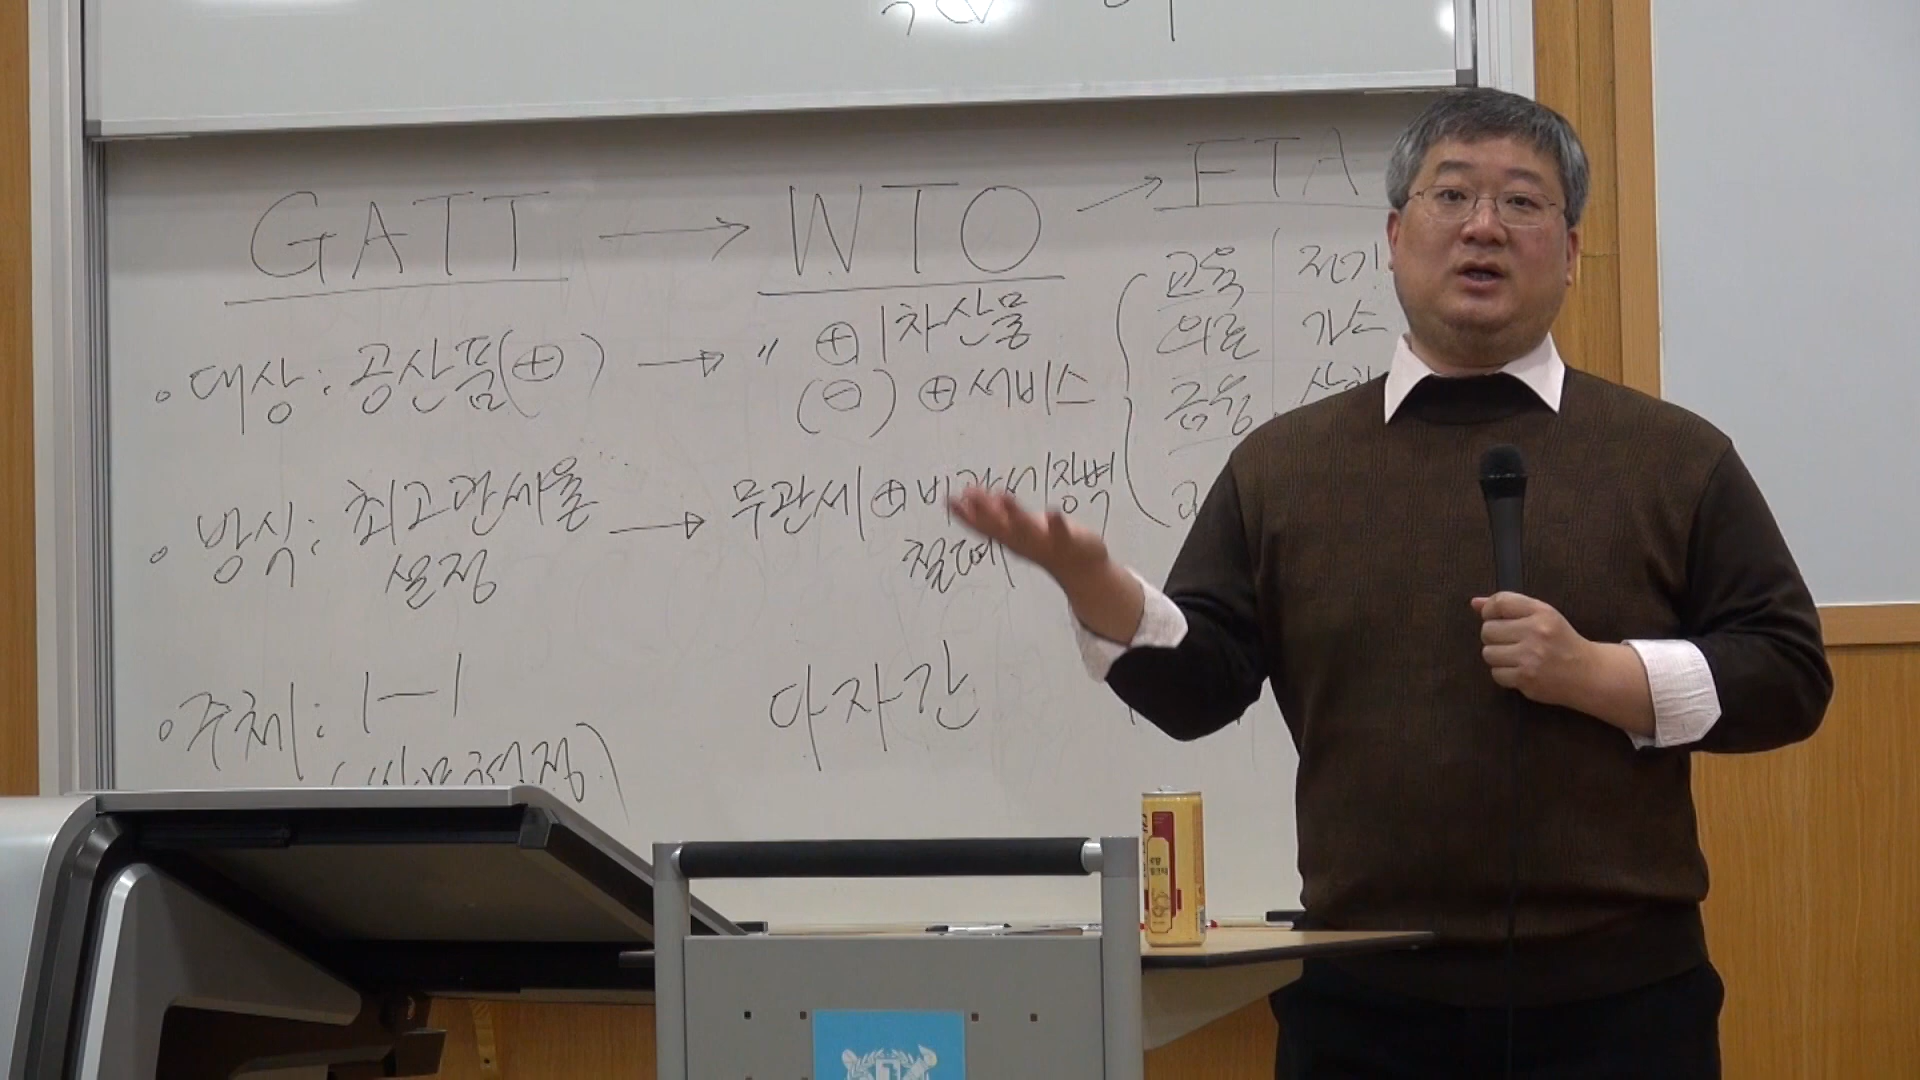 GATT → WTO → FTA
• 대상: 공산품(⊕) → " ⊕ 1차산물
(⊖) ⊕ 서비스
교육 | 전기
의료 | 가스
금융
• 방식: 최고관세율 → 무관세 ⊕ 비관세장벽
설정
철폐
• 주체: 1-1 다자간